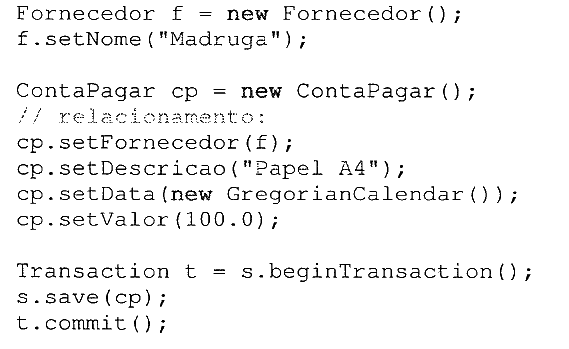 Fornecedor f = new Fornecedor();
f.setNome("Madruga");
ContaPagar cp = new ContaPagar();
// relacionamento:
cp.setFornecedor(f);
cp.setDescricao("Papel A4");
cp.setData(new GregorianCalendar());
cp.setValor(100.0);
Transaction t = s.beginTransaction();
s.save(cp);
t.commit();